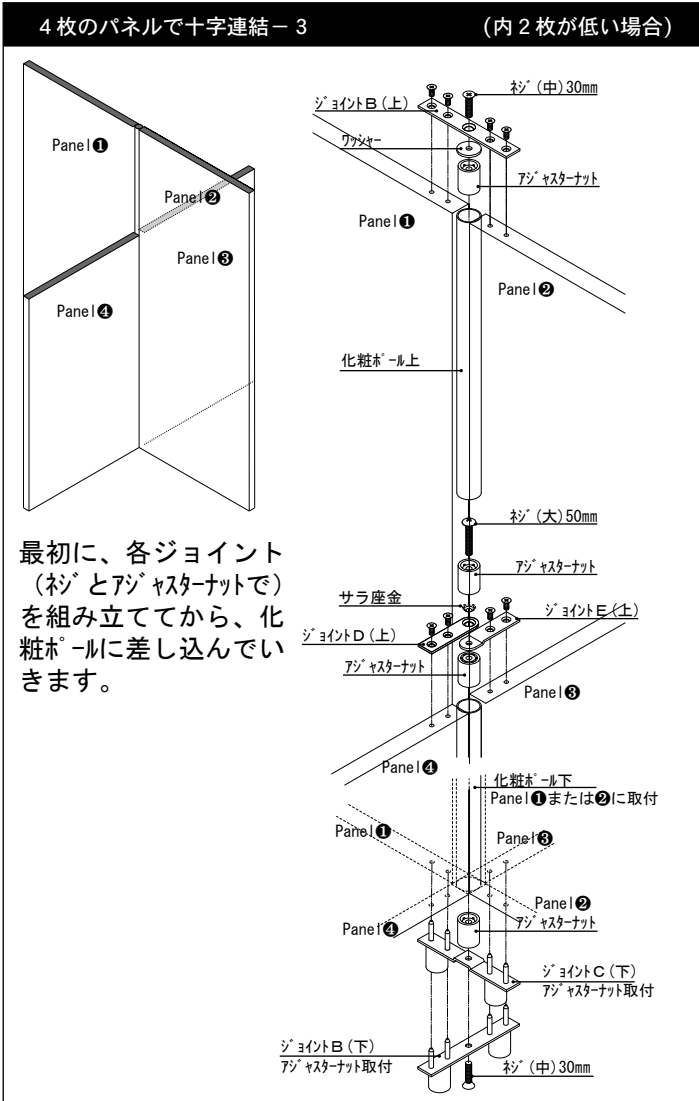 4枚のパネルで十字連結－3 (内2枚が低い場合)
Panel❶
Panel❷
Panel❸
Panel❹
最初に、各ジョイント
（ﾈｼﾞとｱｼﾞｬｽﾀｰﾅｯﾄで）
を組み立ててから、化
粧ﾎﾟｰﾙに差し込んでい
きます。
ﾈｼﾞ(中)30mm
ｼﾞｮｲﾝﾄB(上)
ﾜｯｼｬｰ
ｱｼﾞｬｽﾀｰﾅｯﾄ
Panel❶
Panel❷
化粧ﾎﾟｰﾙ上
ﾈｼﾞ(大)50mm
ｱｼﾞｬｽﾀｰﾅｯﾄ
サラ座金
ｼﾞｮｲﾝﾄE(上)
ｼﾞｮｲﾝﾄD(上)
ｱｼﾞｬｽﾀｰﾅｯﾄ
Panel❸
Panel❹
化粧ﾎﾟｰﾙ下
Panel❶または❷に取付
Panel❶
Panel❸
Panel❷
Panel❹
ｱｼﾞｬｽﾀｰﾅｯﾄ
ｼﾞｮｲﾝﾄC(下)
ｱｼﾞｬｽﾀｰﾅｯﾄ取付
ｼﾞｮｲﾝﾄB(下)
ｱｼﾞｬｽﾀｰﾅｯﾄ取付
ﾈｼﾞ(中)30mm